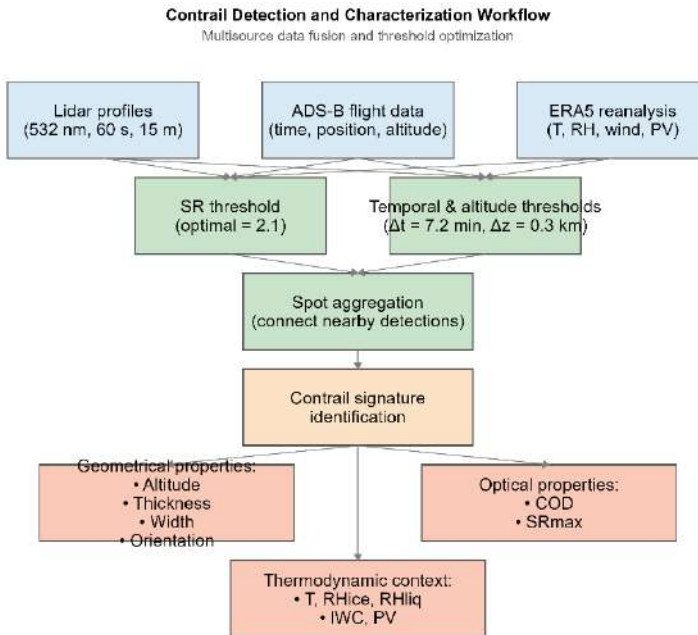 Contrail Detection and Characterization Workflow
Multisource data fusion and threshold optimization
Lidar profiles
(532 nm, 60 s, 15 m)
ADS-B flight data
(time, position, altitude)
ERA5 reanalysis
(T, RH, wind, PV)
SR threshold
(optimal = 2.1)
Temporal & altitude thresholds
(Δt = 7.2 min, Δz = 0.3 km)
Spot aggregation
(connect nearby detections)
Contrail signature
identification
Geometrical properties:
• Altitude
• Thickness
• Width
• Orientation
Optical properties:
• COD
• SRmax
Thermodynamic context:
• T, RHice, RHliq
• IWC, PV